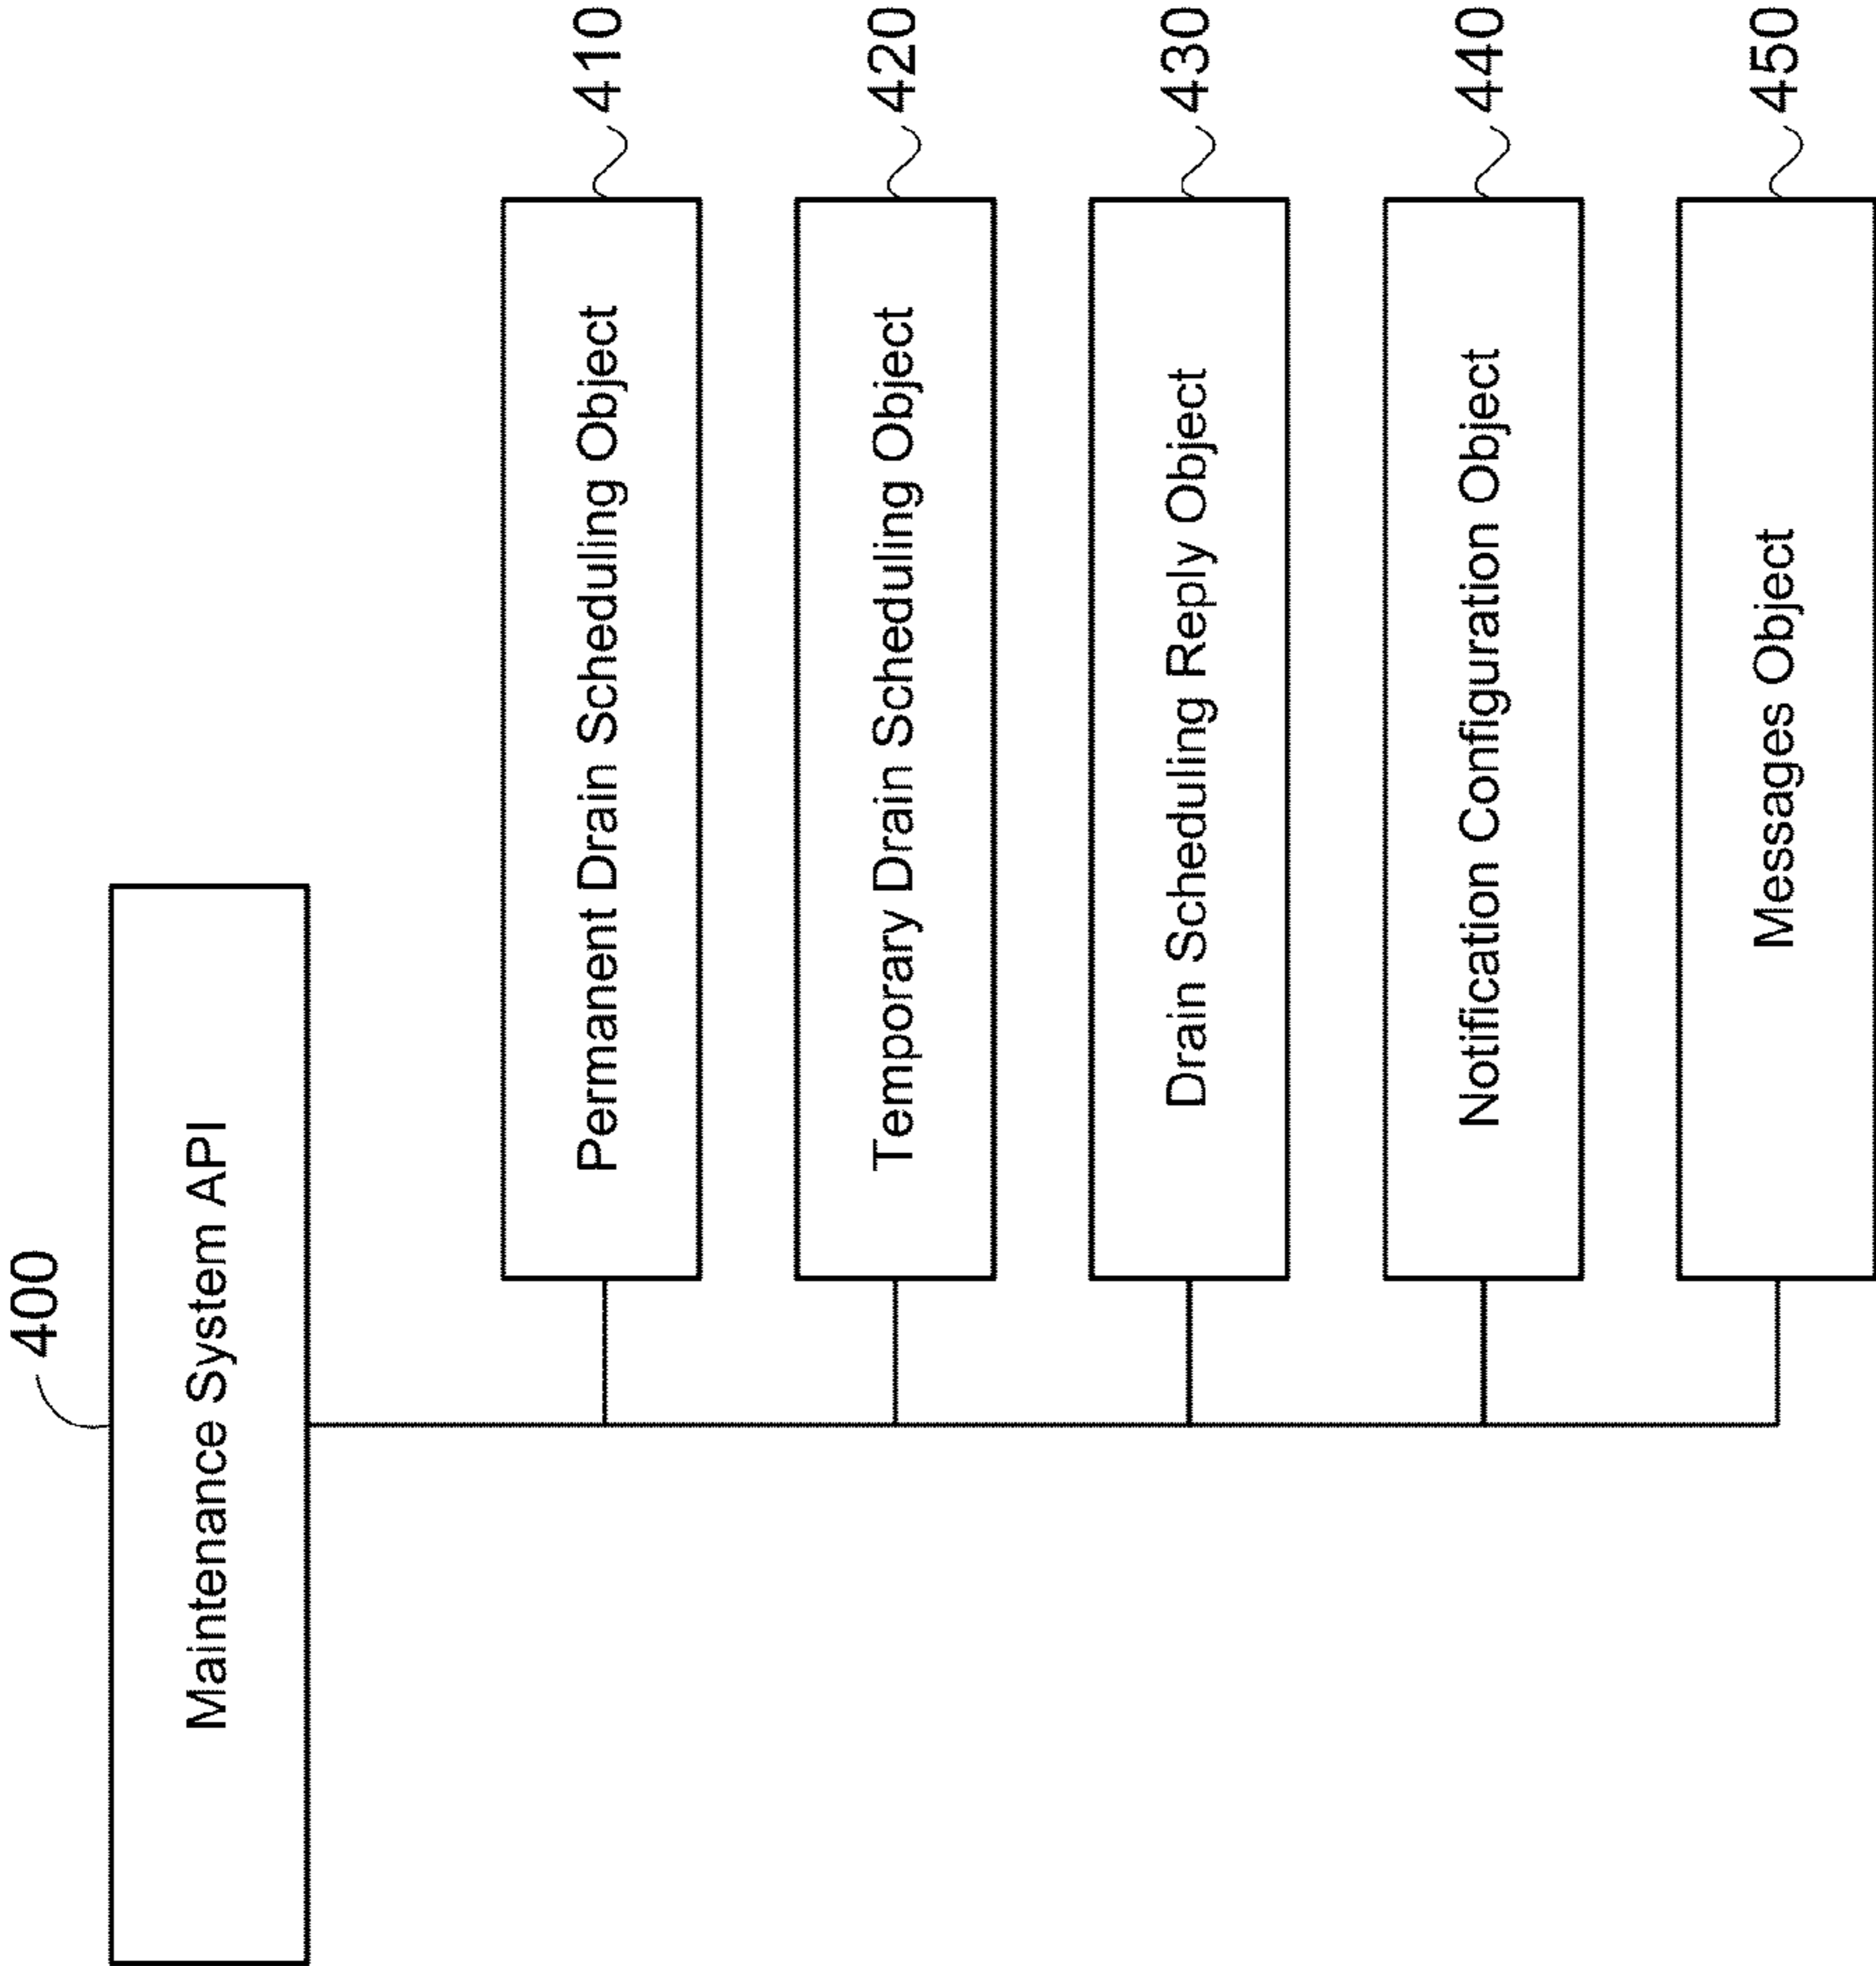 400
Maintenance System API
Permanent Drain Scheduling Object
410
Temporary Drain Scheduling Object
420
Drain Scheduling Reply Object
430
Notification Configuration Object
440
Messages Object
450